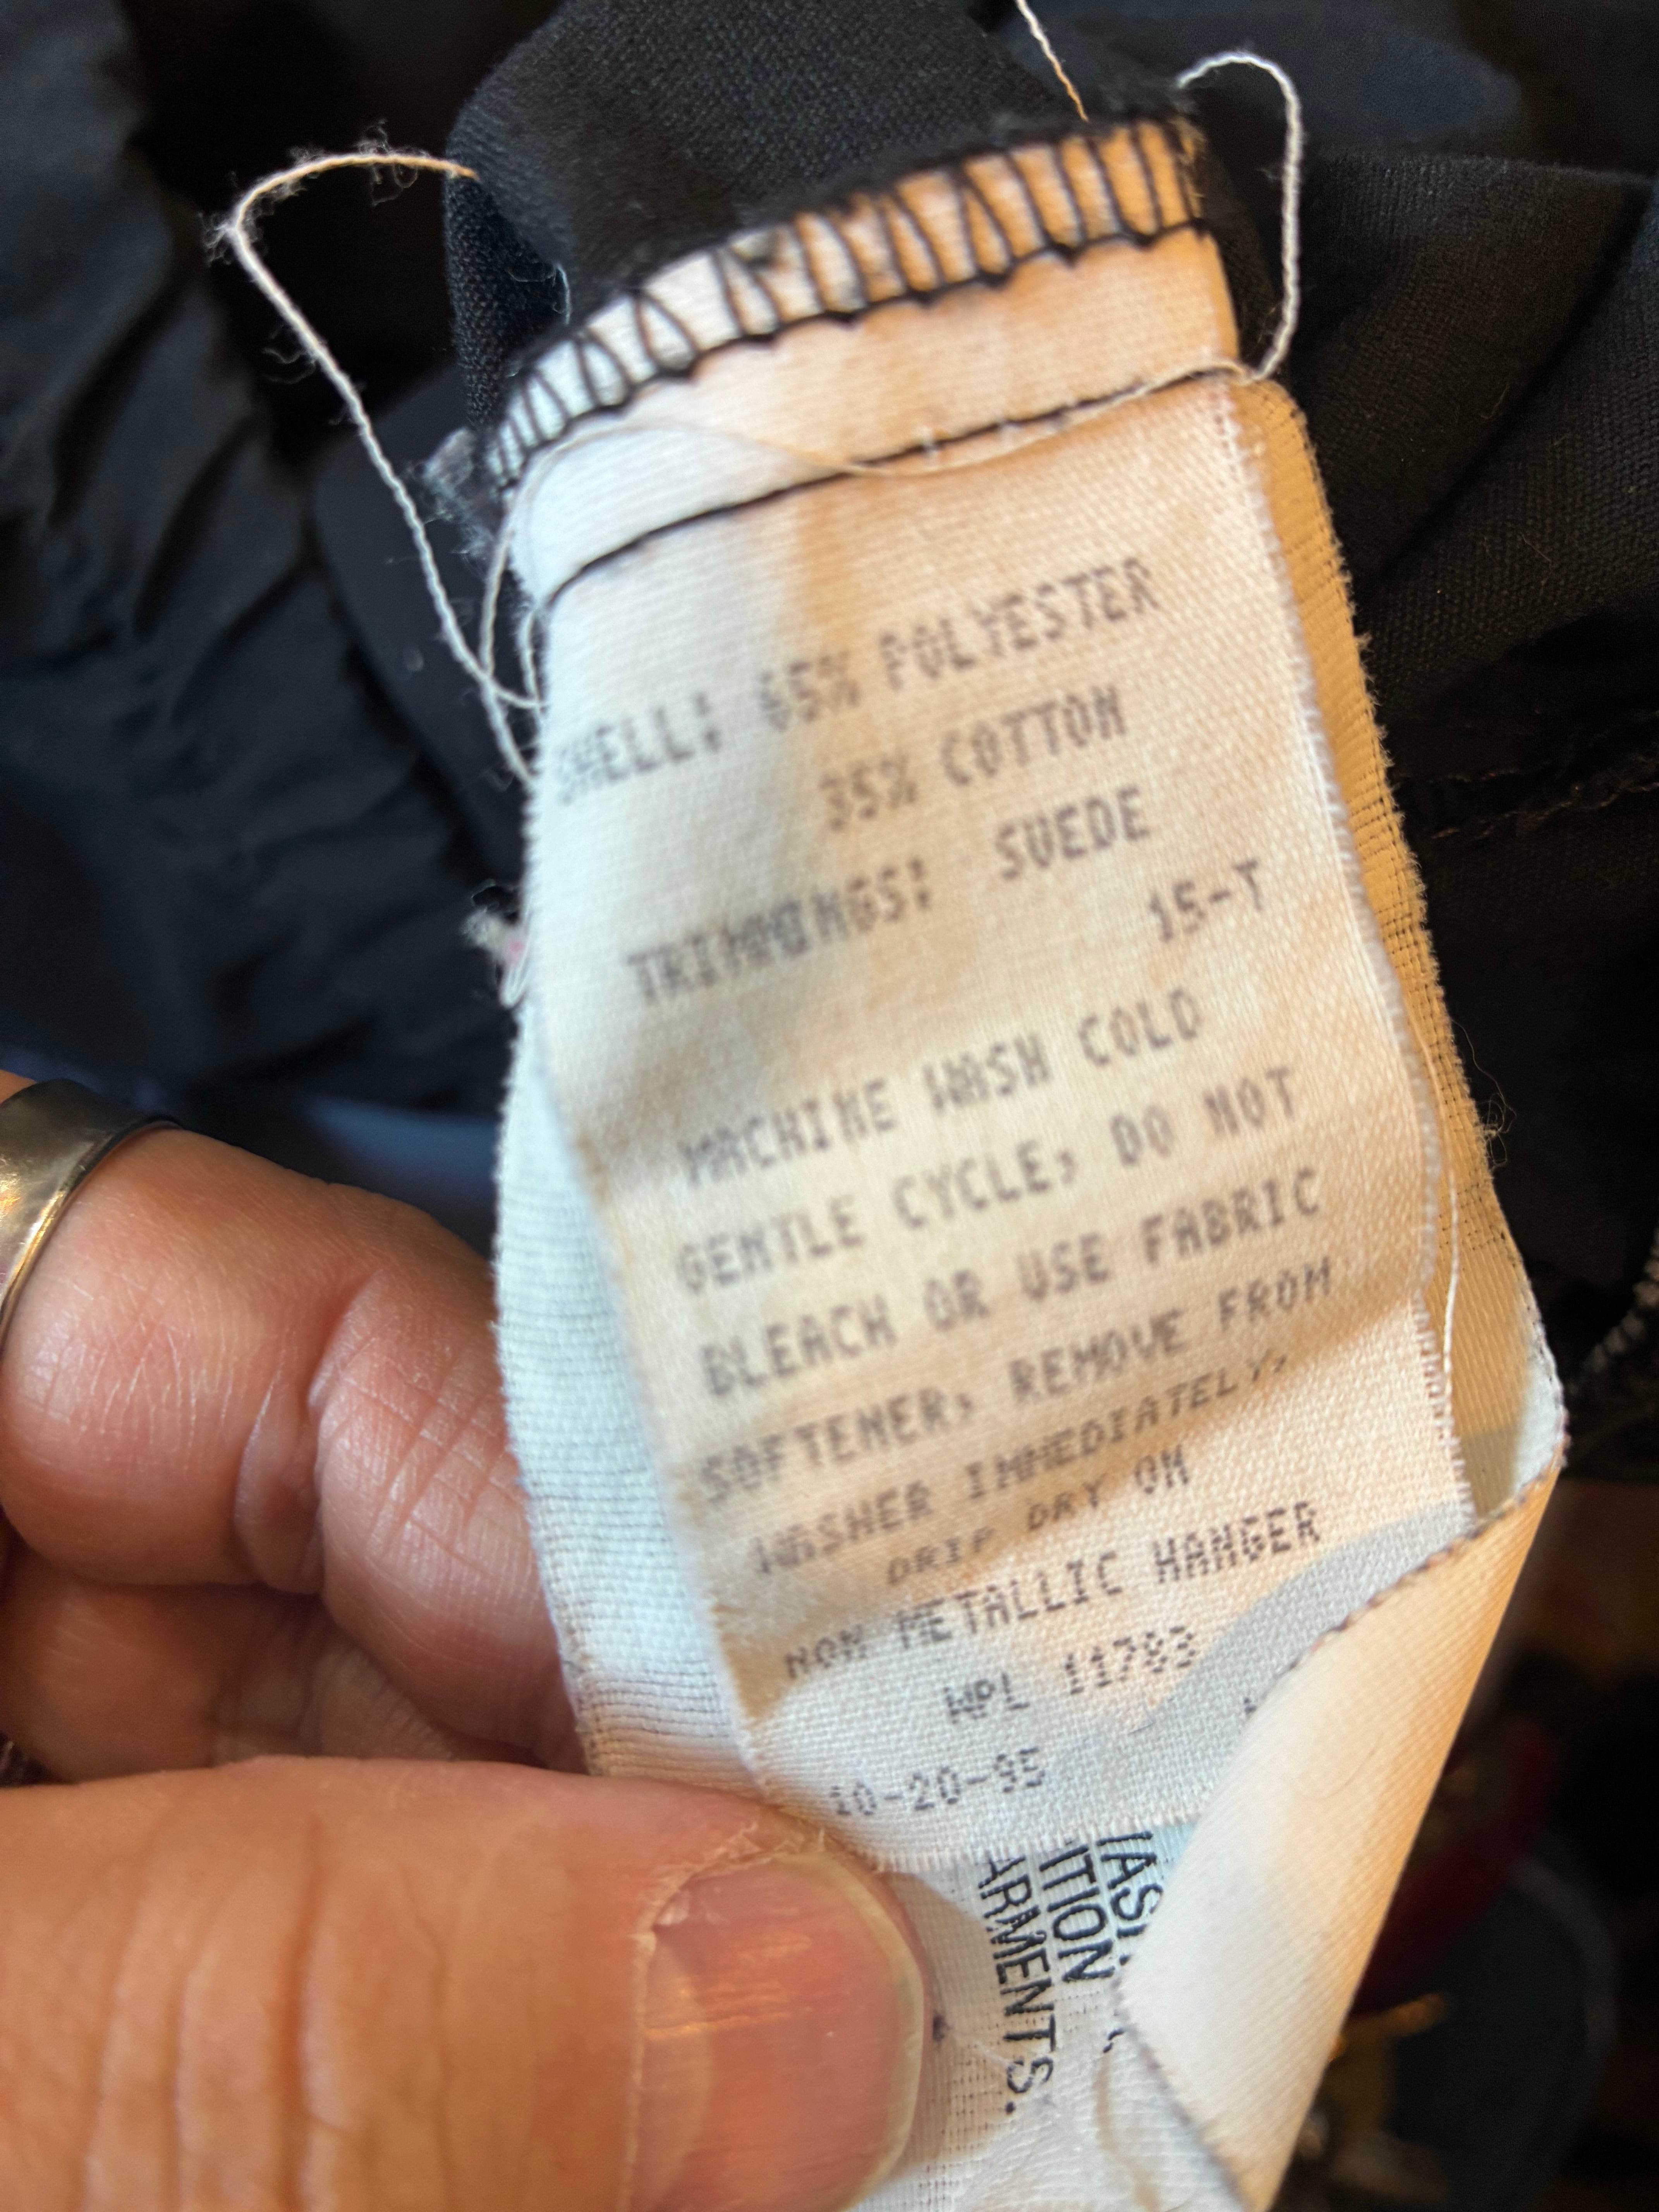 SHELL: 65% POLYESTER
35% COTTON
TRIMMINGS: SUEDE
15-T
MACHINE WASH COLD
GENTLE CYCLE, DO NOT
BLEACH OR USE FABRIC
SOFTENER, REMOVE FROM
WASHER IMMEDIATELY,
DRIP DRY ON
NON METALLIC HANGER
WPL 11783
10-20-95
ITION
ARMENTS.